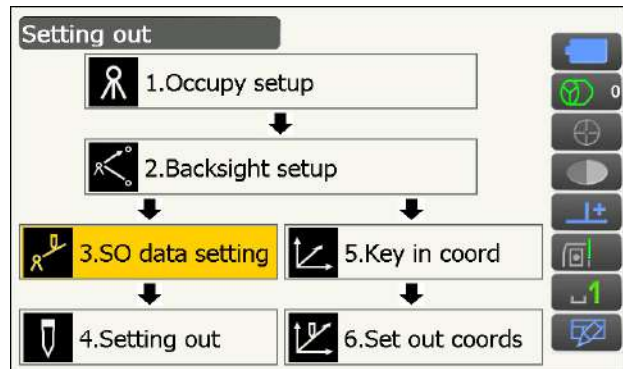 Setting out
1.Occupy setup
2.Backsight setup
3.SO data setting
5.Key in coord
4.Setting out
6.Set out coords
0
1